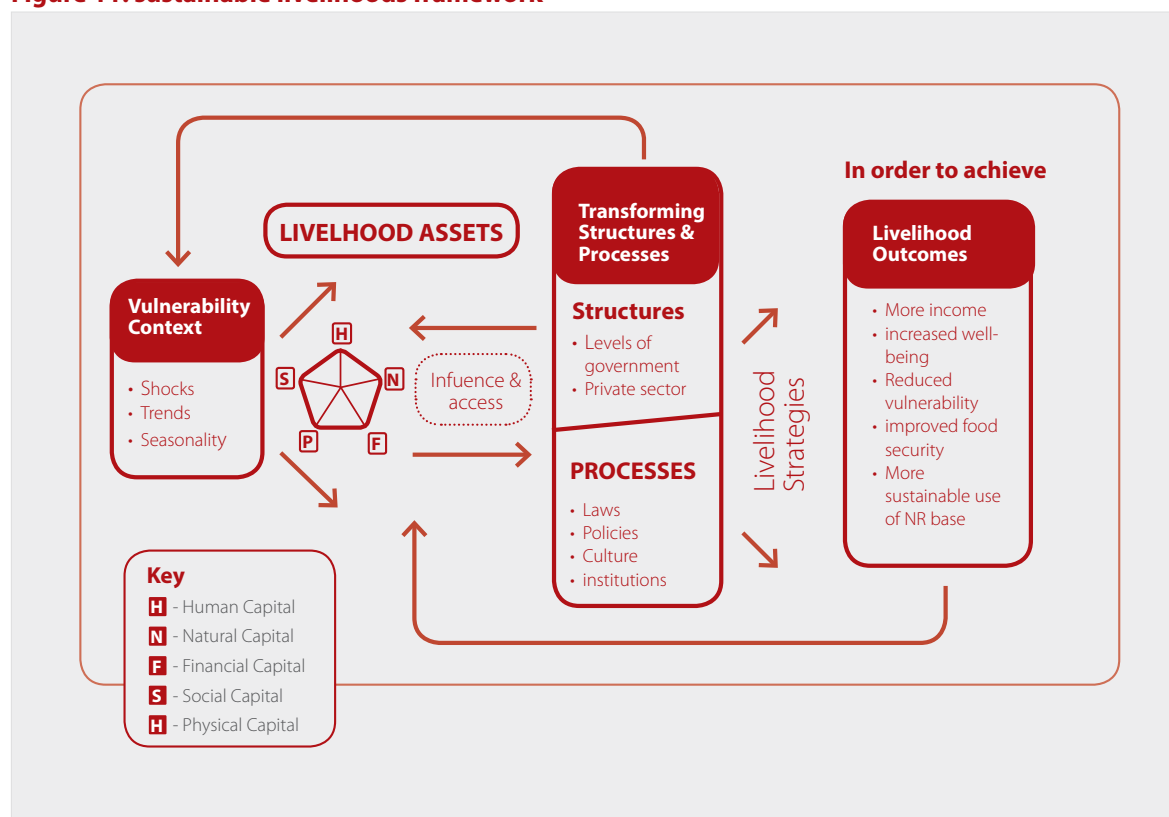 In order to achieve
LIVELHOOD ASSETS
Vulnerability
Context
• Shocks
• Trends
• Seasonality
H
S
N
P
F
Infuence &
access
Transforming
Structures &
Processes
Structures
• Levels of
government
• Private sector
PROCESSES
• Laws
• Policies
• Culture
• institutions
Livelihood
Strategies
Livelihood
Outcomes
• More income
• increased well-
being
• Reduced
vulnerability
• improved food
security
• More
sustainable use
of NR base
Key
H - Human Capital
N - Natural Capital
F - Financial Capital
S - Social Capital
H - Physical Capital